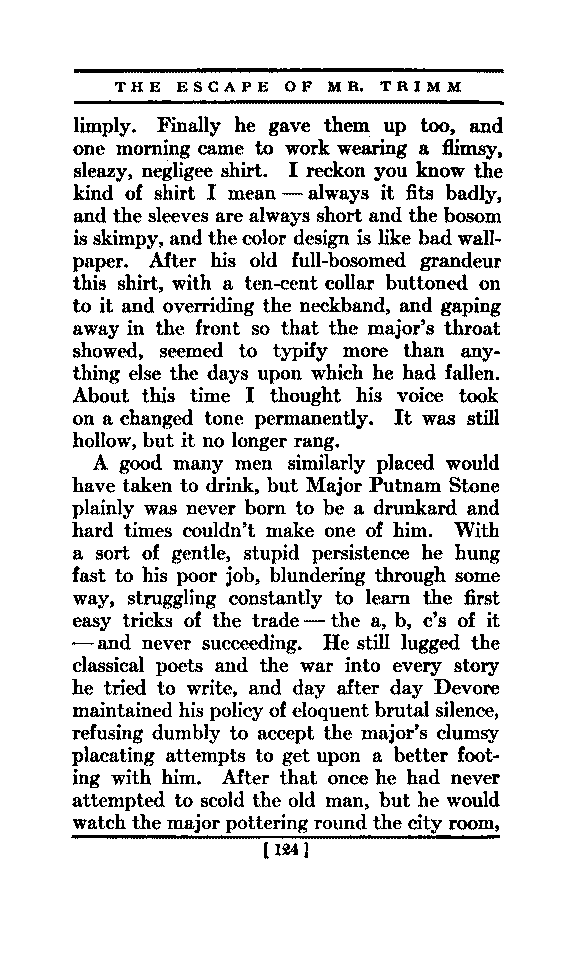 THE ESCAPE OF MR. TRIMM
limply. Finally he gave them up too, and
one morning came to work wearing a flimsy,
sleazy, negligee shirt. I reckon you know the
kind of shirt I mean — always it fits badly,
and the sleeves are always short and the bosom
is skimpy, and the color design is like bad wall-
paper. After his old full-bosomed grandeur
this shirt, with a ten-cent collar buttoned on
to it and overriding the neckband, and gaping
away in the front so that the major's throat
showed, seemed to typify more than any-
thing else the days upon which he had fallen.
About this time I thought his voice took
on a changed tone permanently. It was still
hollow, but it no longer rang.
A good many men similarly placed would
have taken to drink, but Major Putnam Stone
plainly was never born to be a drunkard and
hard times couldn't make one of him. With
a sort of gentle, stupid persistence he hung
fast to his poor job, blundering through some
way, struggling constantly to learn the first
easy tricks of the trade — the a, b, c's of it
— and never succeeding. He still lugged the
classical poets and the war into every story
he tried to write, and day after day Devore
maintained his policy of eloquent brutal silence,
refusing dumbly to accept the major's clumsy
placating attempts to get upon a better foot-
ing with him. After that once he had never
attempted to scold the old man, but he would
watch the major pottering round the city room,
[ 124 ]